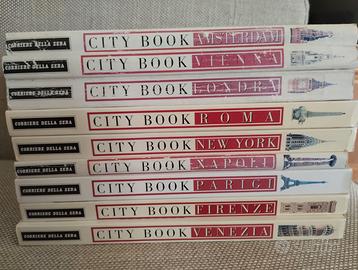 CORRIERE DELLA SERA CITY BOOK AMSTERDAM
CORRIERE DELLA SERA CITY BOOK VIENNA
CORRIERE DELLA SERA CITY BOOK LONDRA
CORRIERE DELLA SERA CITY BOOK ROMA
CORRIERE DELLA SERA CITY BOOK NEW YORK
CORRIERE DELLA SERA CITY BOOK NAPOLI
CORRIERE DELLA SERA CITY BOOK PARIGI
CORRIERE DELLA SERA CITY BOOK FIRENZE
CORRIERE DELLA SERA CITY BOOK VENEZIA